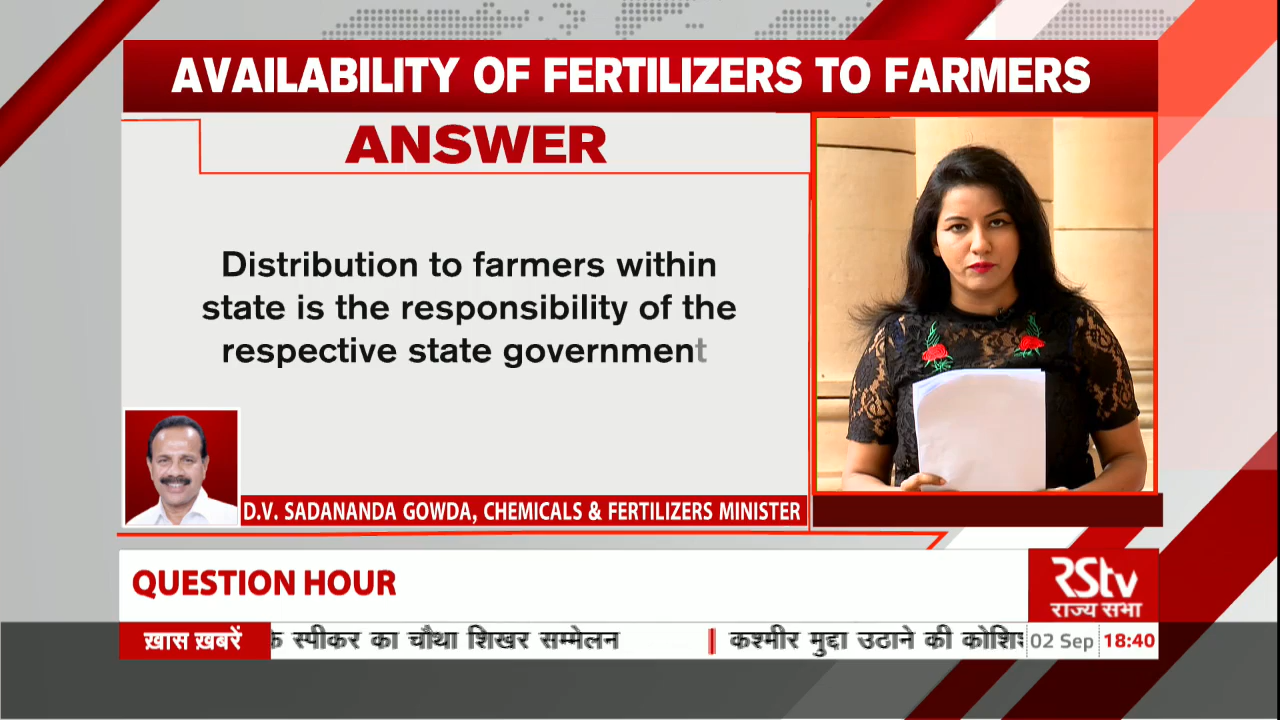 AVAILABILITY OF FERTILIZERS TO FARMERS
ANSWER
Distribution to farmers within
state is the responsibility of the
respective state government
D.V. SADANANDA GOWDA, CHEMICALS & FERTILIZERS MINISTER
QUESTION HOUR
RSTV
राज्य सभा
ख़ास ख़बरें
स्पीकर का चौथा शिखर सम्मेलन
कश्मीर मुद्दा उठाने की
02 Sep
18:40